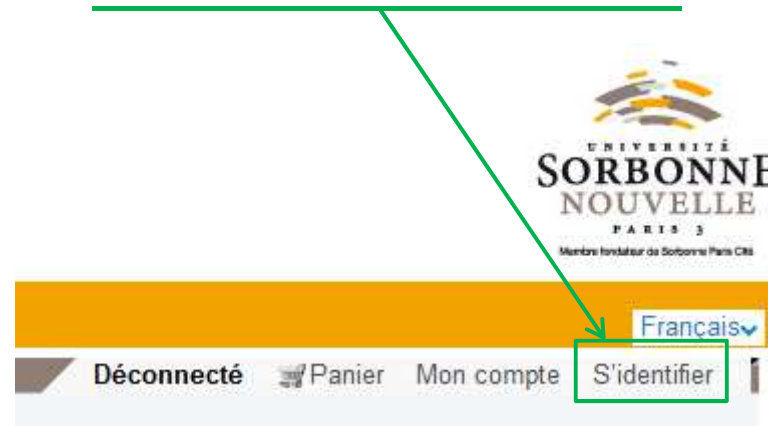 UNIVERSITÉ
SORBONNE
NOUVELLE
PARIS 3
Membre fondateur de Sorbonne Paris Cité
Français
Déconnecté Panier Mon compte S'identifier